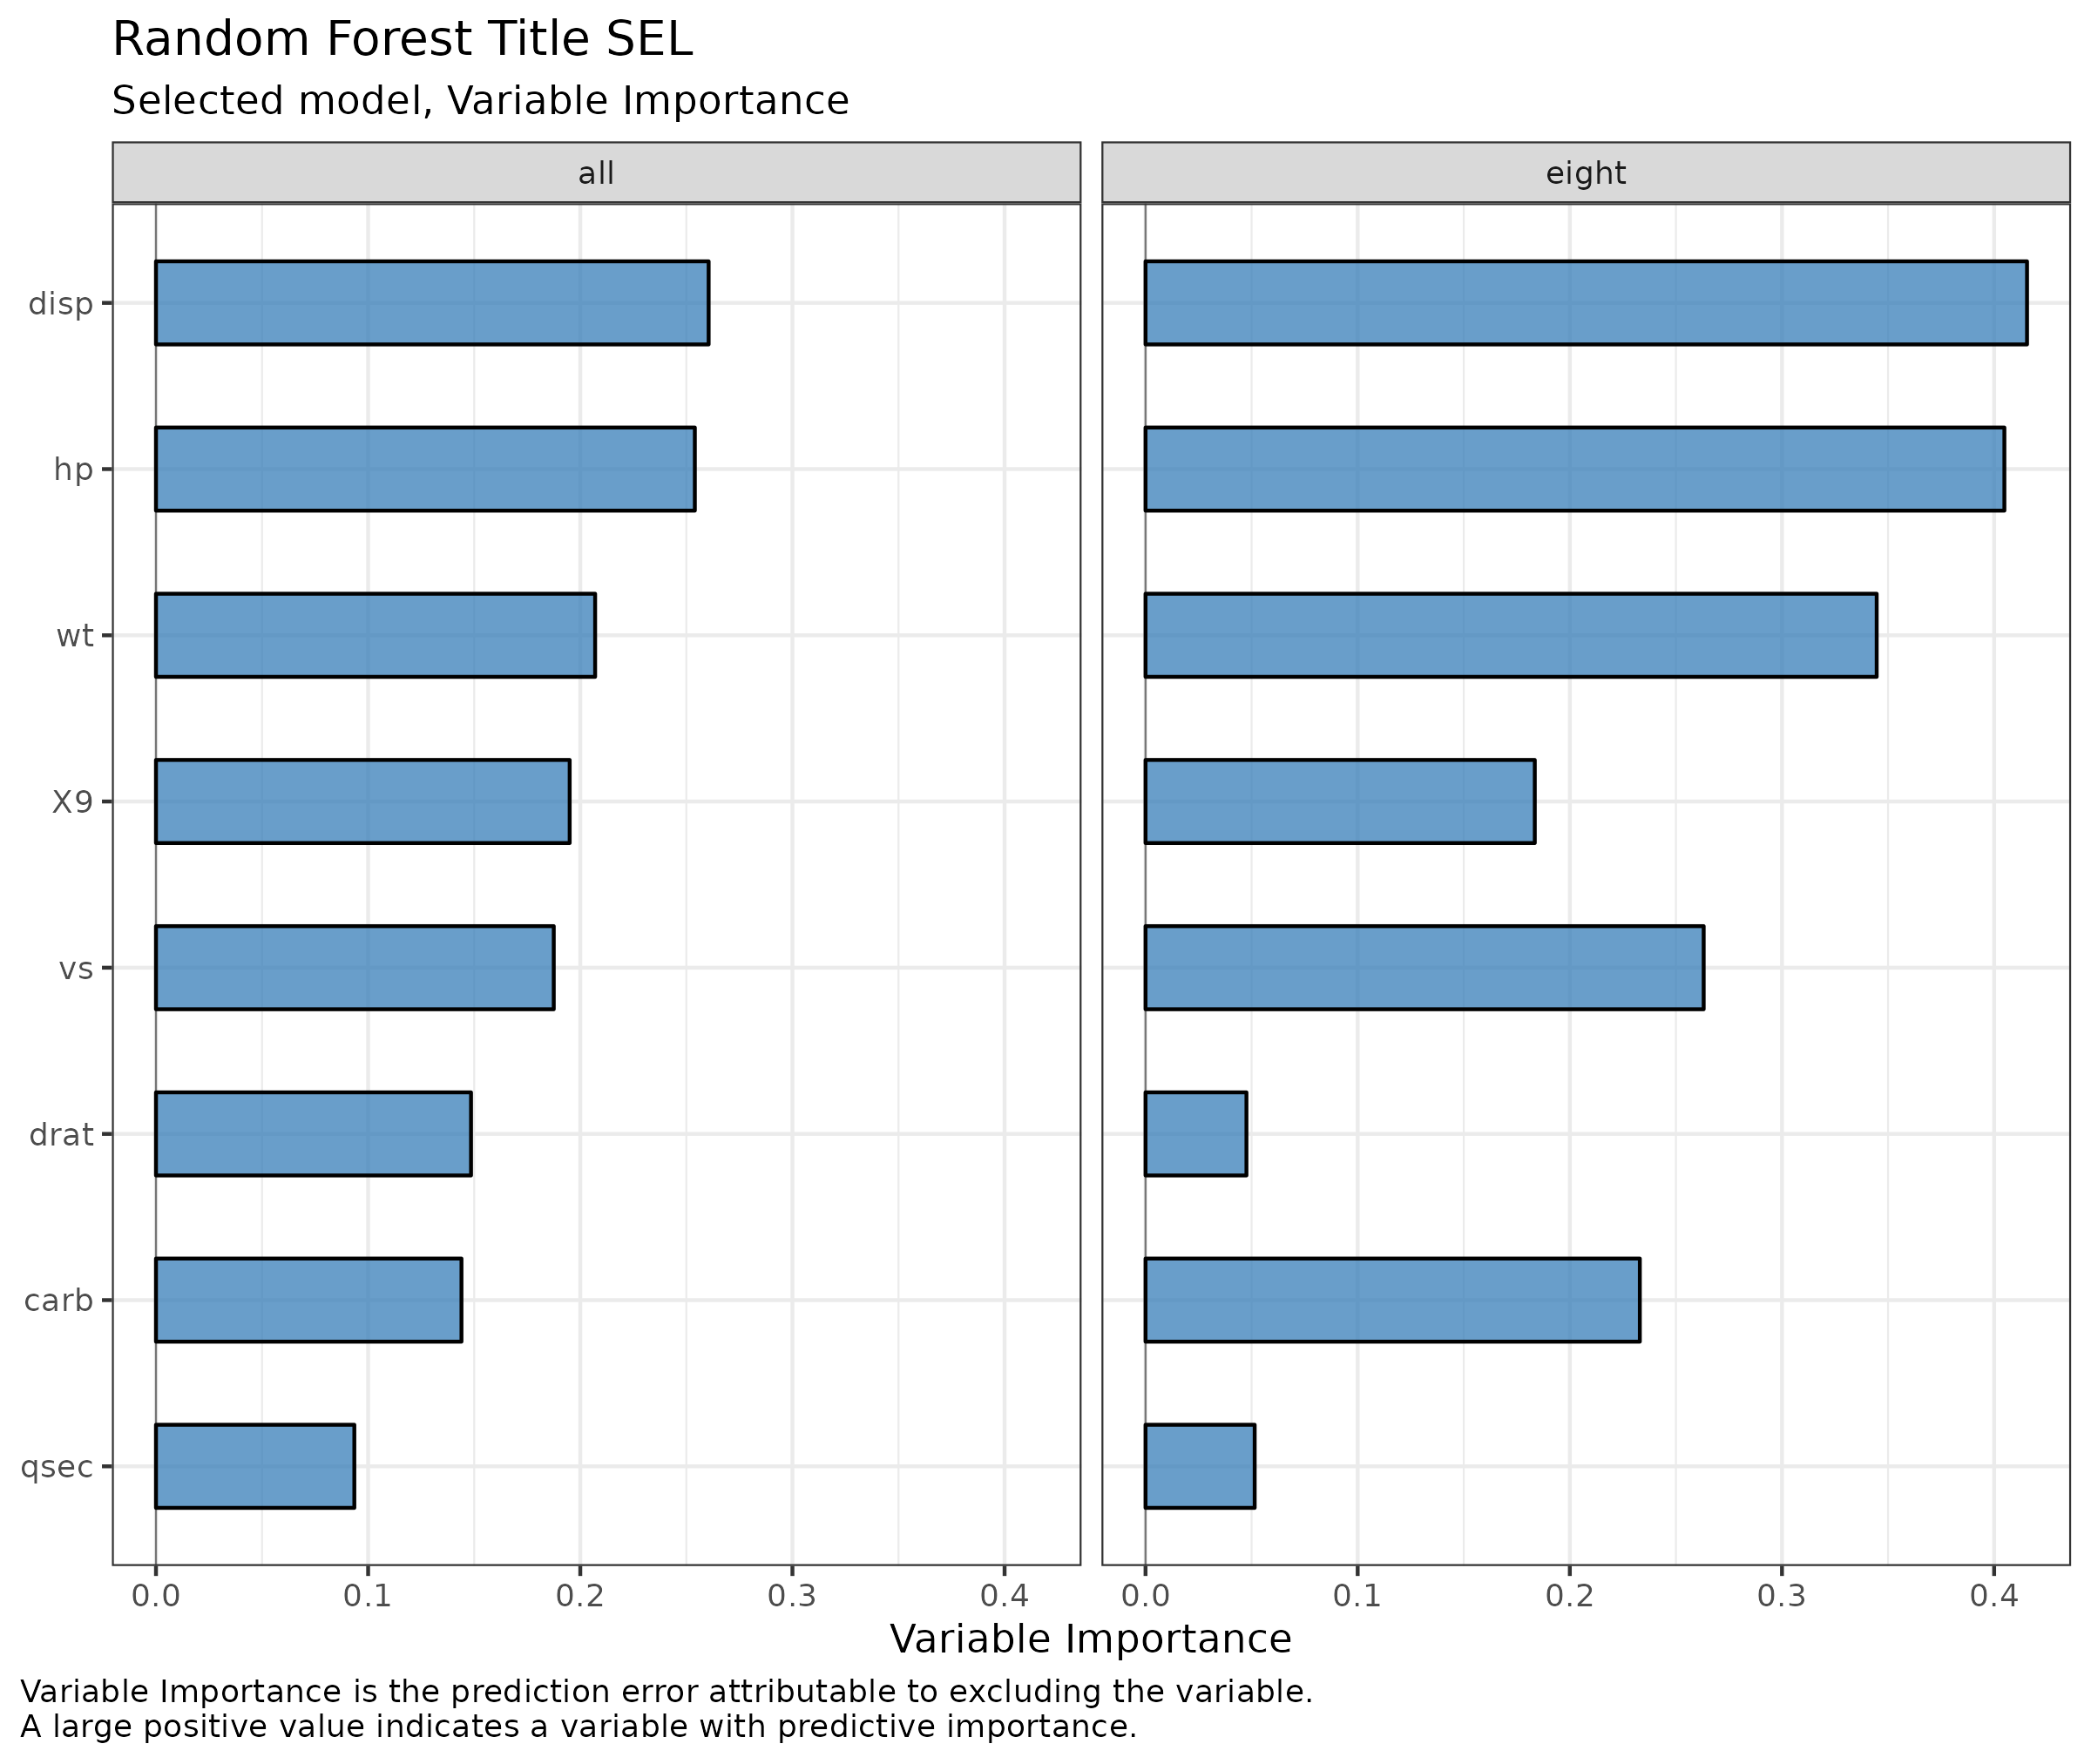 Random Forest Title SEL
Selected model, Variable Importance
all
eight
disp
hp
wt
X9
vs
drat
carb
qsec
0.0 0.1 0.2 0.3 0.4
0.0 0.1 0.2 0.3 0.4
Variable Importance
Variable Importance is the prediction error attributable to excluding the variable.
A large positive value indicates a variable with predictive importance.